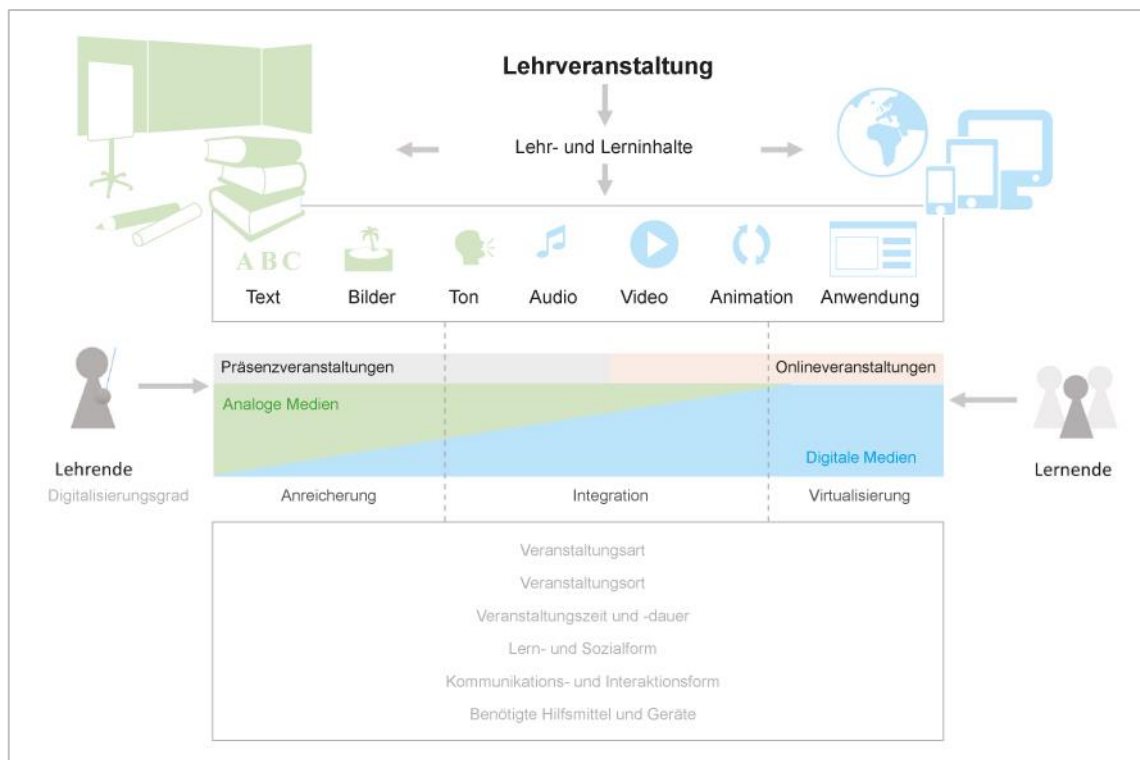 Lehrveranstaltung
Lehr- und Lerninhalte
A B C
Text Bilder Ton Audio Video Animation Anwendung
Präsenzveranstaltungen Onlineveranstaltungen
Analoge Medien
Digitale Medien
Lehrende
Lernende
Digitalisierungsgrad Anreicherung Integration Virtualisierung
Veranstaltungsart
Veranstaltungsort
Veranstaltungszeit und -dauer
Lern- und Sozialform
Kommunikations- und Interaktionsform
Benötigte Hilfsmittel und Geräte